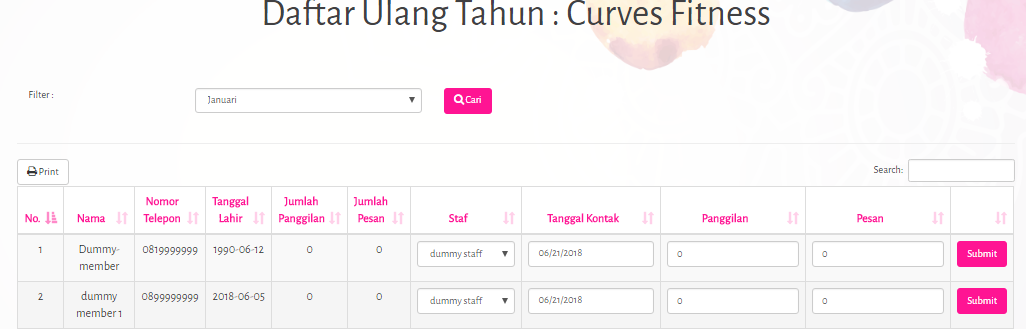 Daftar Ulang Tahun : Curves Fitness
Filter :
Januari
Cari
Print
Search:
No. Nama Nomor Telepon Tanggal Lahir Jumlah Panggilan Jumlah Pesan Staf Tanggal Kontak Panggilan Pesan
1 Dummy-member 0819999999 1990-06-12 0 0 dummy staff 06/21/2018 0 0 Submit
2 dummy member 1 0899999999 2018-06-05 0 0 dummy staff 06/21/2018 0 0 Submit